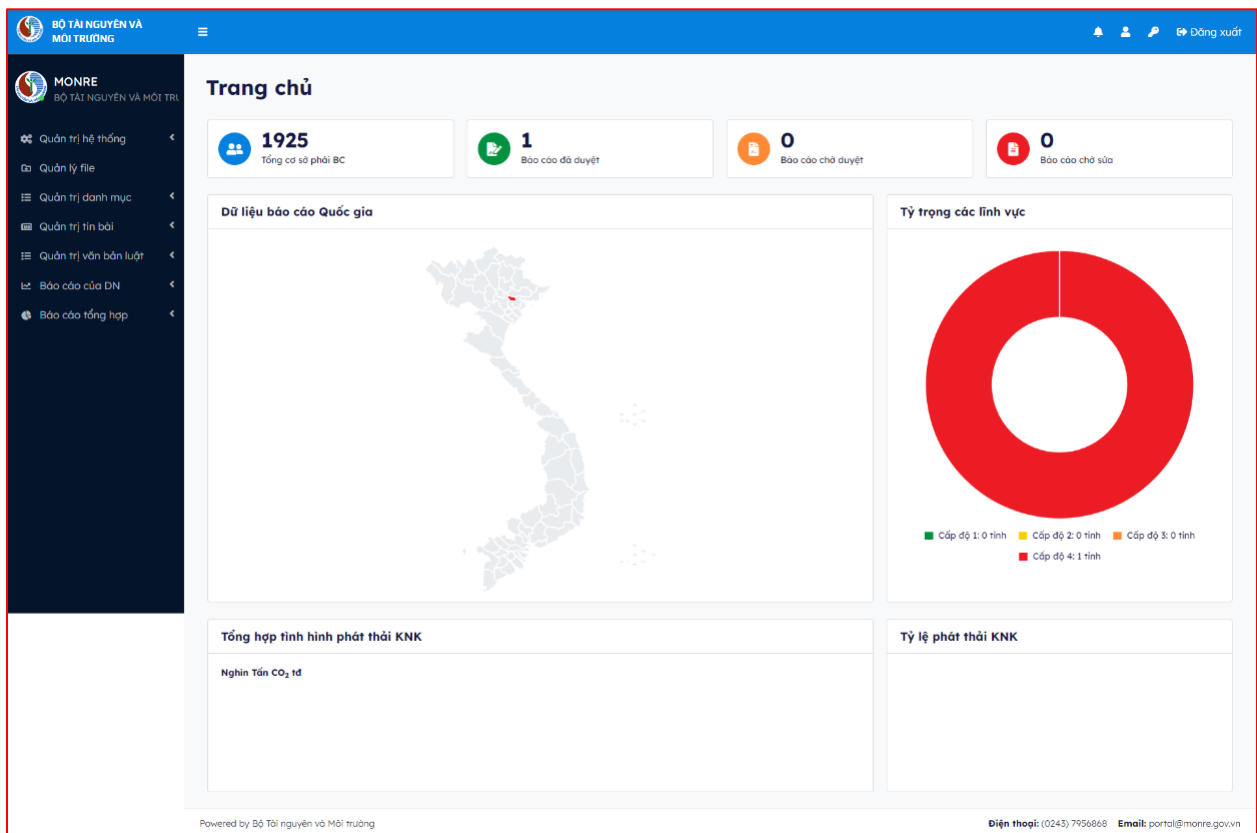 BỘ TÀI NGUYÊN VÀ
MÔI TRƯỜNG
Đăng xuất
MONRE
BỘ TÀI NGUYÊN VÀ MÔI TRƯ
Trang chủ
Quản trị hệ thống
Quản lý file
Quản trị danh mục
Quản trị tin bài
Quản trị văn bản luật
Báo cáo của DN
Báo cáo tổng hợp
1925
Tổng cơ sở phải BC
1
Báo cáo đã duyệt
0
Báo cáo chờ duyệt
0
Báo cáo chờ sửa
Dữ liệu báo cáo Quốc gia
Tỷ trọng các lĩnh vực
Cấp độ 1: 0 tỉnh
Cấp độ 2: 0 tỉnh
Cấp độ 3: 0 tỉnh
Cấp độ 4: 1 tỉnh
Tổng hợp tình hình phát thải KNK
Nghìn Tấn CO₂ tđ
Tỷ lệ phát thải KNK
Powered by Bộ Tài nguyên và Môi trường
Điện thoại: (0243) 7956868 Email: portal@monre.gov.vn